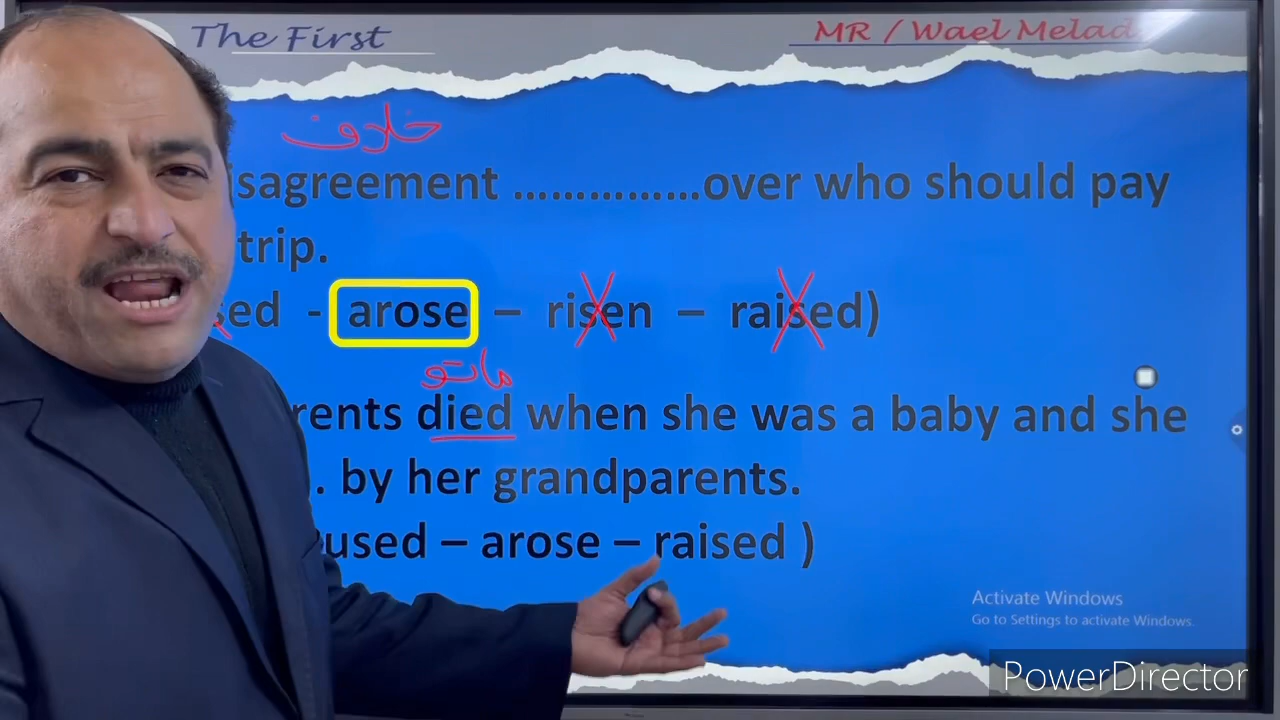 The First MR / Wael Melad
خلاف
isagreement ...............over who should pay
trip.
sed - arose – risen – raised)
ماتو
rents died when she was a baby and she
. by her grandparents.
used – arose – raised )
Activate Windows
Go to Settings to activate Windows.
PowerDirector